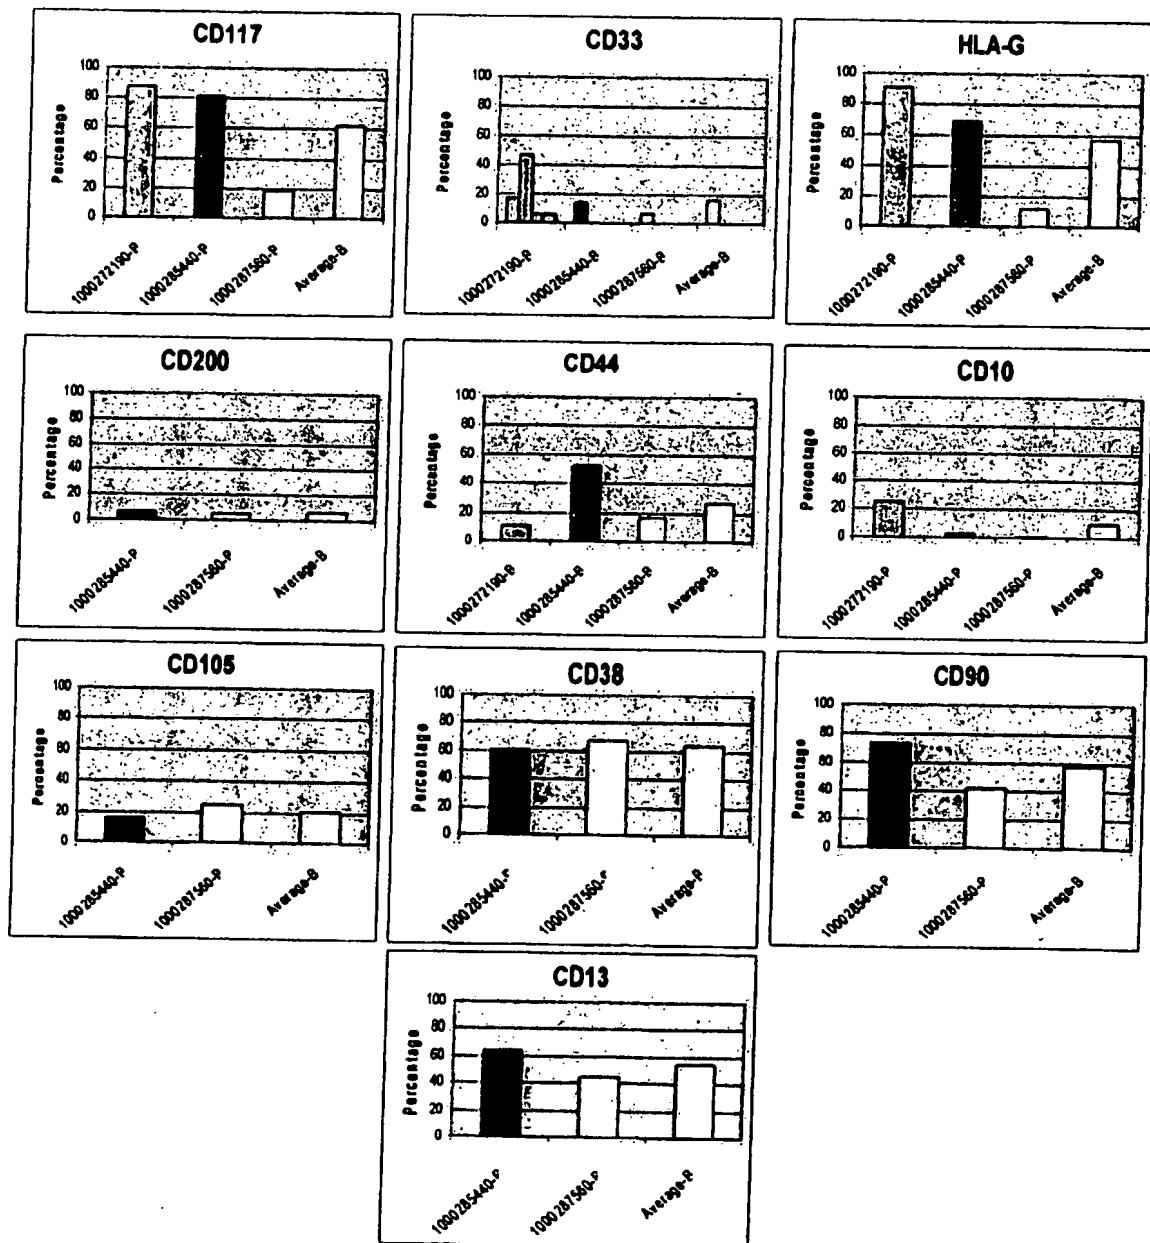 CD117
100
80
60
40
20
0
Percentage
1000272190-P
1000285440-P
1000287560-P
Average-B
CD33
100
80
60
40
20
0
Percentage
1000272190-P
1000285440-B
1000287560-B
Average-B
HLA-G
100
80
60
40
20
0
Percentage
1000272190-P
1000285440-P
1000287560-P
Average-B
CD200
100
80
60
40
20
0
Percentage
1000285440-P
1000287560-P
Average-B
CD44
100
80
60
40
20
0
Percentage
1000272190-B
1000285440-B
1000287560-B
Average-B
CD10
100
80
60
40
20
0
Percentage
1000272190-P
1000285440-P
1000287560-P
Average-B
CD105
100
80
60
40
20
0
Percentage
1000285440-P
1000287560-P
Average-B
CD38
100
80
60
40
20
0
Percentage
1000285440-P
1000287560-P
Average-P
CD90
100
80
60
40
20
0
Percentage
1000285440-P
1000287560-P
Average-B
CD13
100
80
60
40
20
0
Percentage
1000285440-P
1000287560-P
Average-B